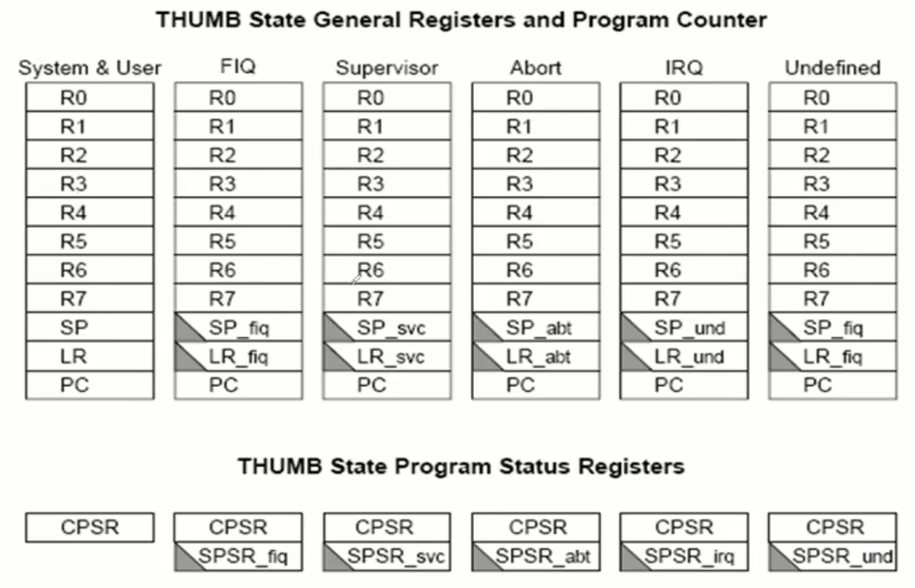 THUMB State General Registers and Program Counter
System & User FIQ Supervisor Abort IRQ Undefined
R0 R0 R0 R0 R0 R0
R1 R1 R1 R1 R1 R1
R2 R2 R2 R2 R2 R2
R3 R3 R3 R3 R3 R3
R4 R4 R4 R4 R4 R4
R5 R5 R5 R5 R5 R5
R6 R6 R6 R6 R6 R6
R7 R7 R7 R7 R7 R7
SP SP_fiq SP_svc SP_abt SP_und SP_fiq
LR LR_fiq LR_svc LR_abt LR_und LR_fiq
PC PC PC PC PC PC
THUMB State Program Status Registers
CPSR CPSR CPSR CPSR CPSR CPSR
SPSR_fiq SPSR_svc SPSR_abt SPSR_irq SPSR_und